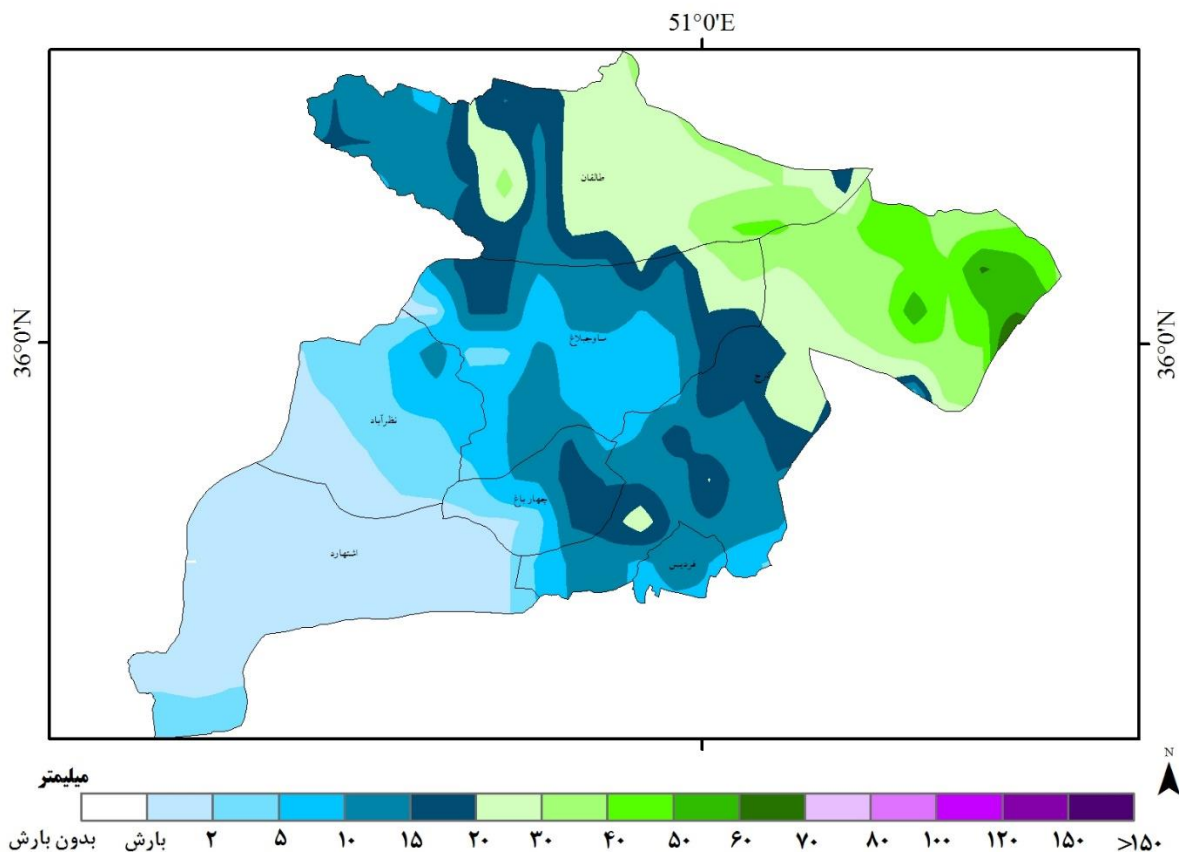 51°0'E
36°0'N
36°0'N
طالقان
ساوجبلاغ
کرج
نظرآباد
چهارباغ
اشتهارد
فردیس
N
میلیمتر
بدون بارش بارش ۲ ۵ ۱۰ ۱۵ ۲۰ ۳۰ ۴۰ ۵۰ ۶۰ ۷۰ ۸۰ ۱۰۰ ۱۲۰ ۱۵۰ >۱۵۰